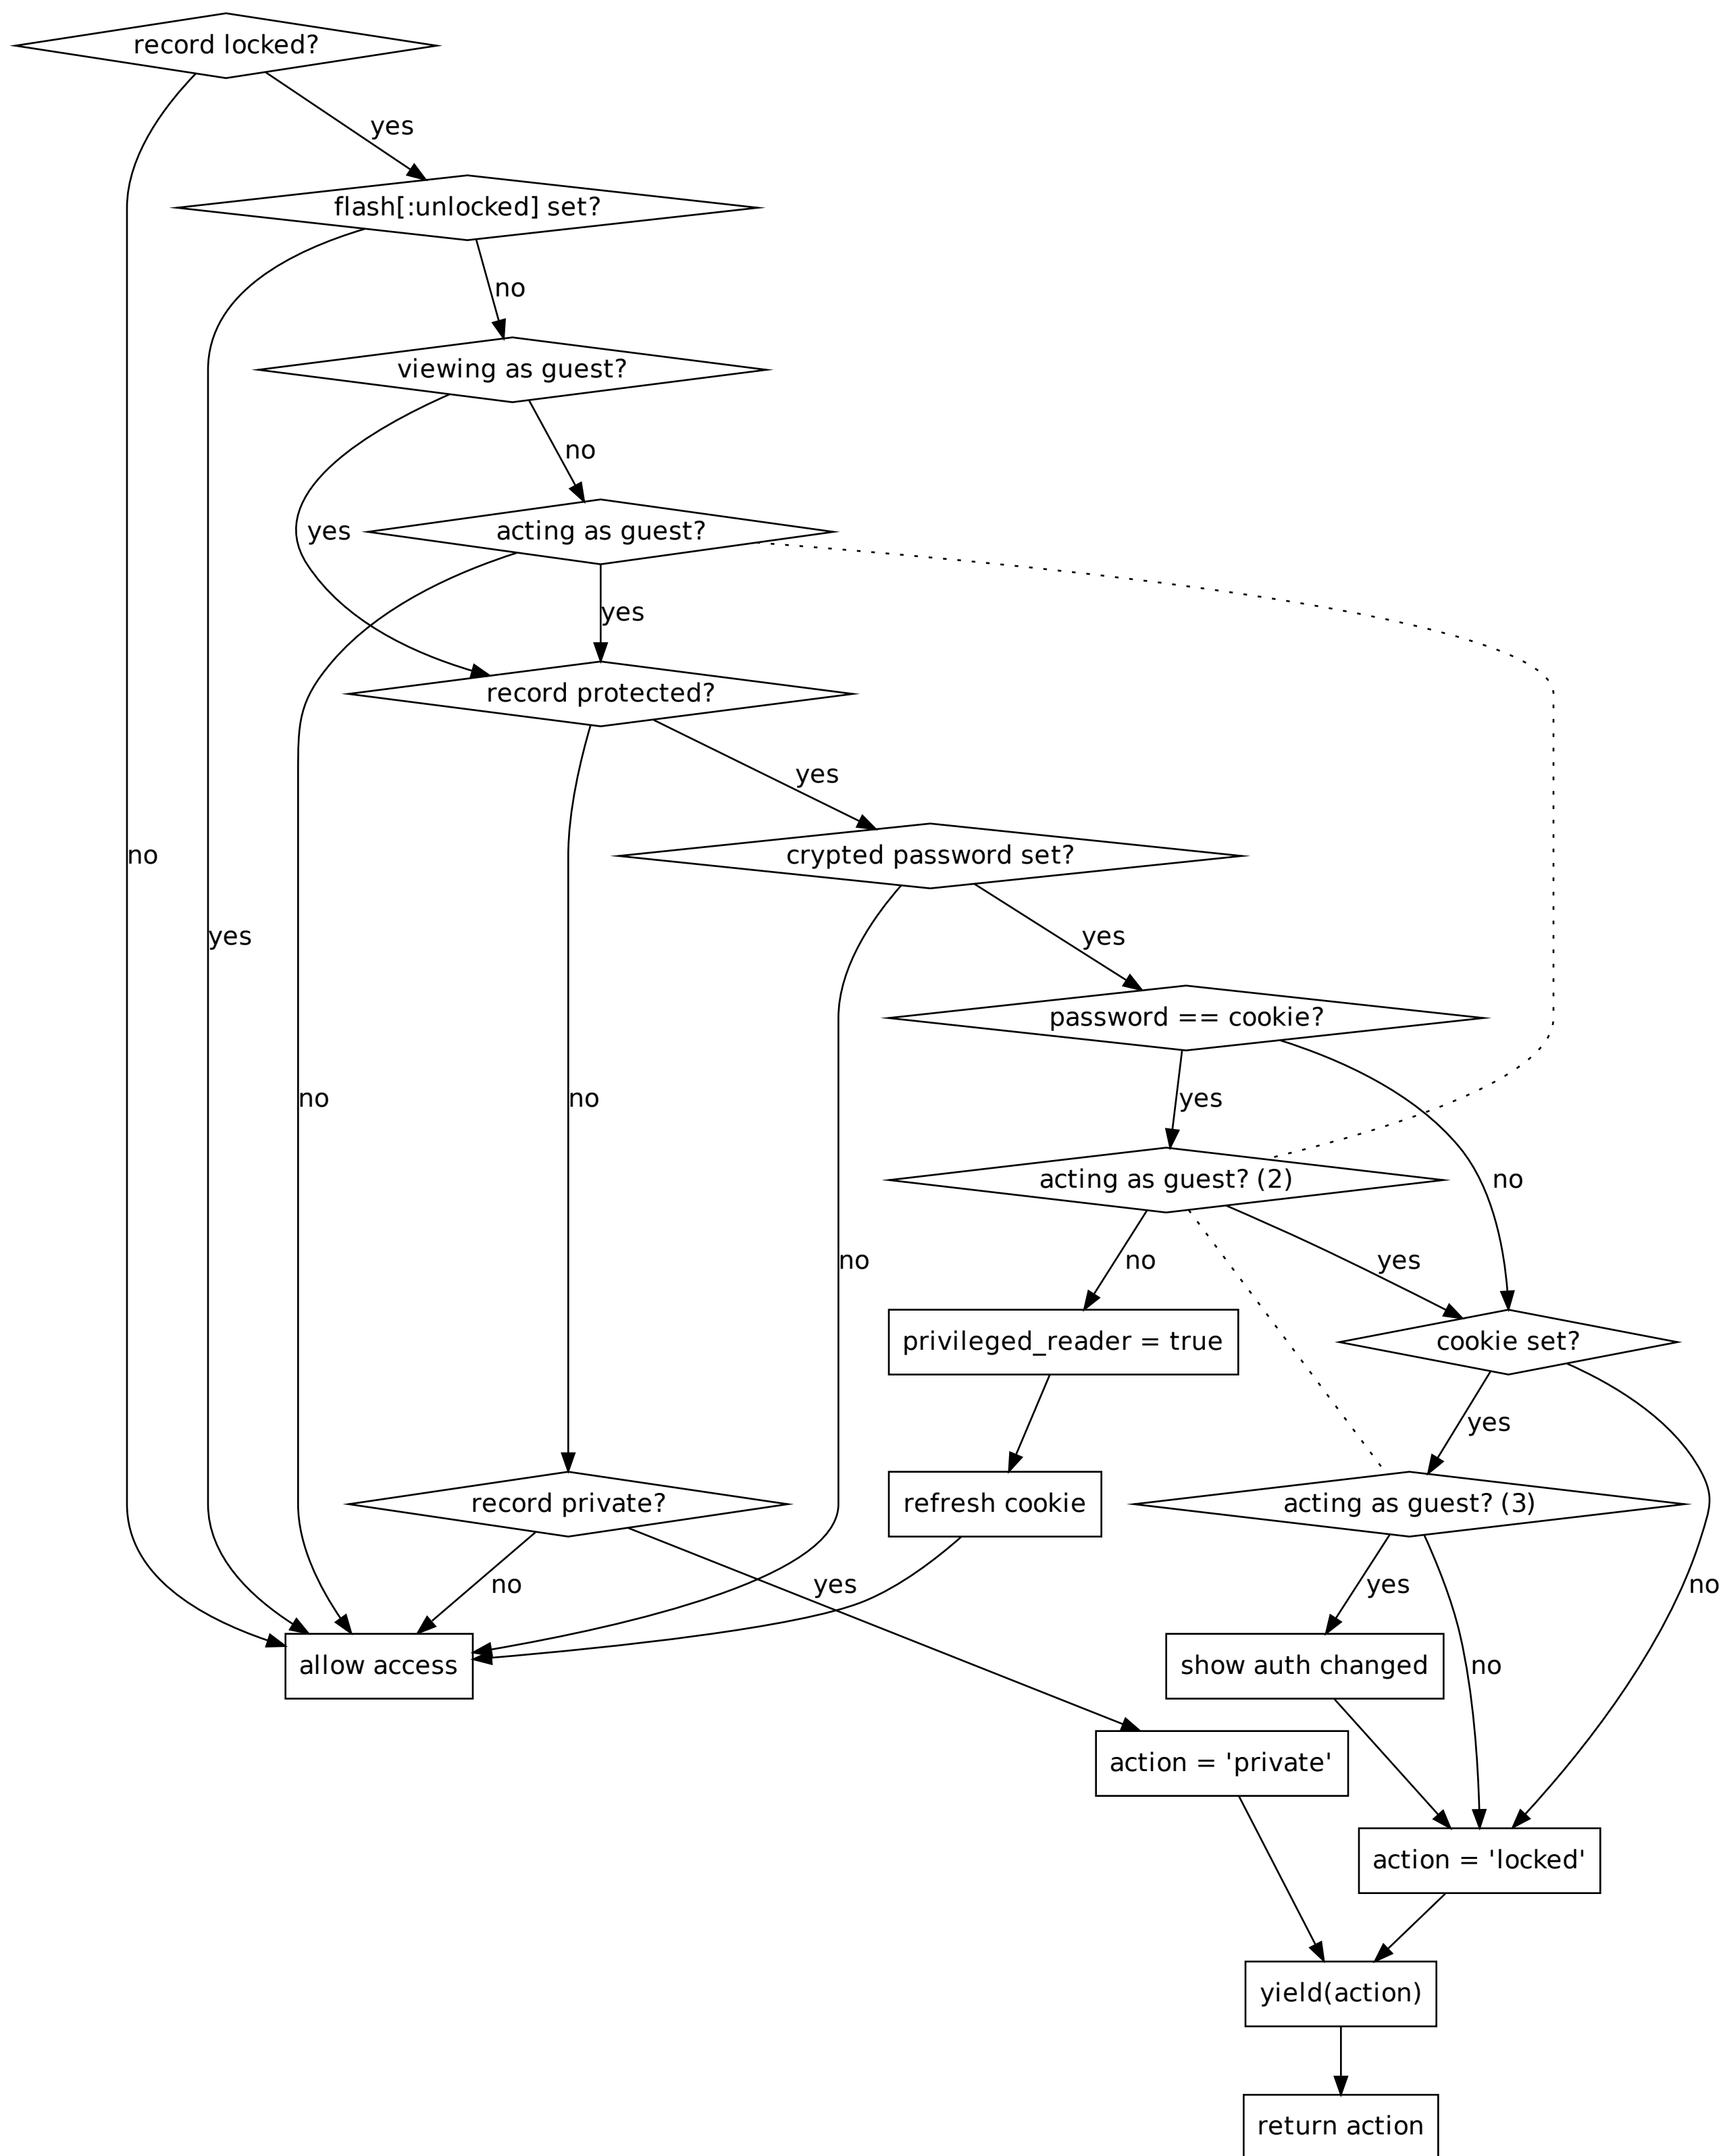 record locked?
yes
flash[:unlocked] set?
no
viewing as guest?
no
acting as guest?
yes
yes
record protected?
yes
no
crypted password set?
yes
yes
password == cookie?
no
no
yes
acting as guest? (2)
no
no
no
yes
privileged_reader = true
cookie set?
yes
record private?
refresh cookie
acting as guest? (3)
no
yes
yes
no
allow access
show auth changed
no
action = 'private'
action = 'locked'
yield(action)
return action